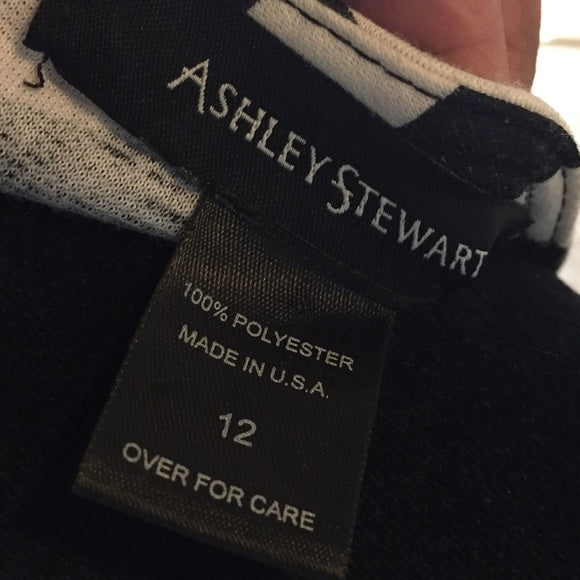 ASHLEY STEWART
100% POLYESTER
MADE IN U.S.A.
12
OVER FOR CARE